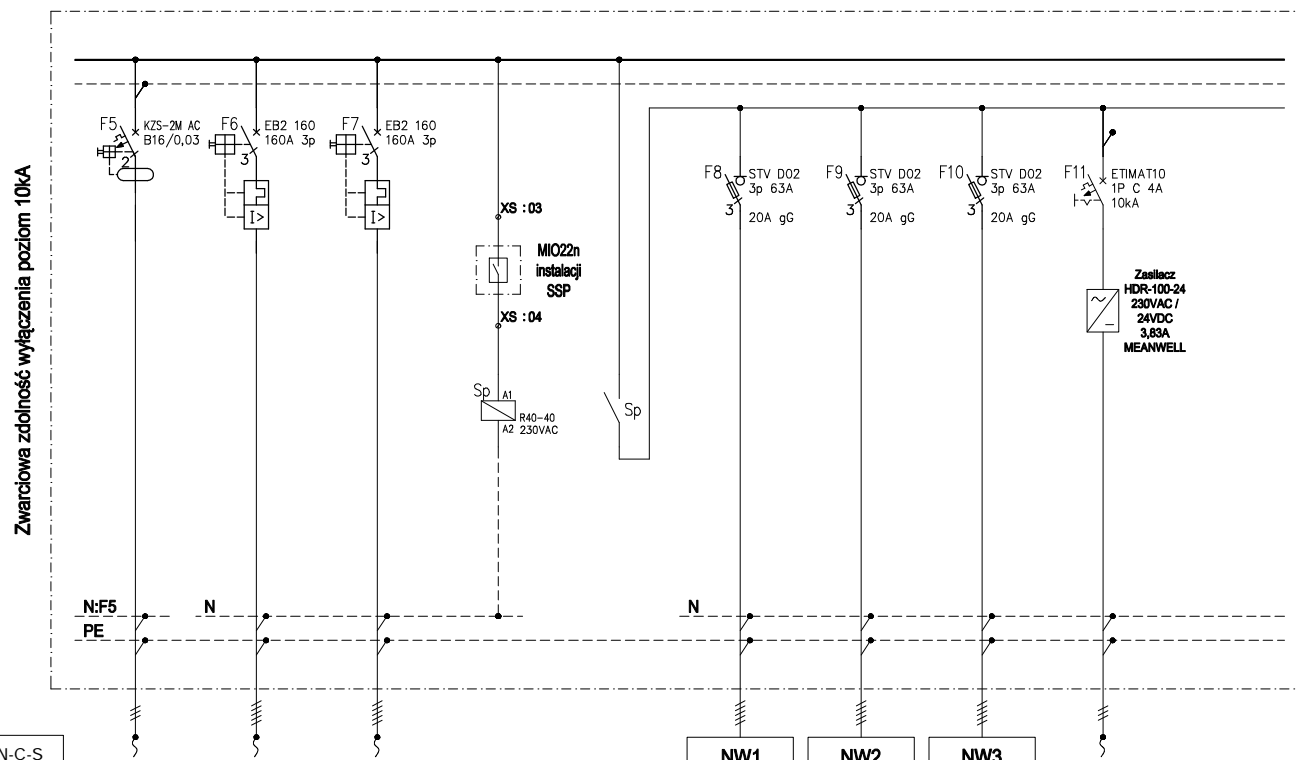 Zwarciowa zdolność wyłączenia poziom 10kA
F5
KZS-2M AC
B16/0,03
2
F6
EB2 160
160A 3p
3
I>
F7
EB2 160
160A 3p
3
I>
XS :03
MIO22n
instalacji
SSP
XS :04
Sp
A1
R40-40
A2 230VAC
Sp
F8
STV D02
3p 63A
3
20A gG
F9
STV D02
3p 63A
3
20A gG
F10
STV D02
3p 63A
3
20A gG
F11
ETIMAT10
1P C 4A
10kA
Zasilacz
HDR-100-24
230VAC /
24VDC
3,83A
MEANWELL
N:F5
N
N
PE
N-C-S
NW1
NW2
NW3